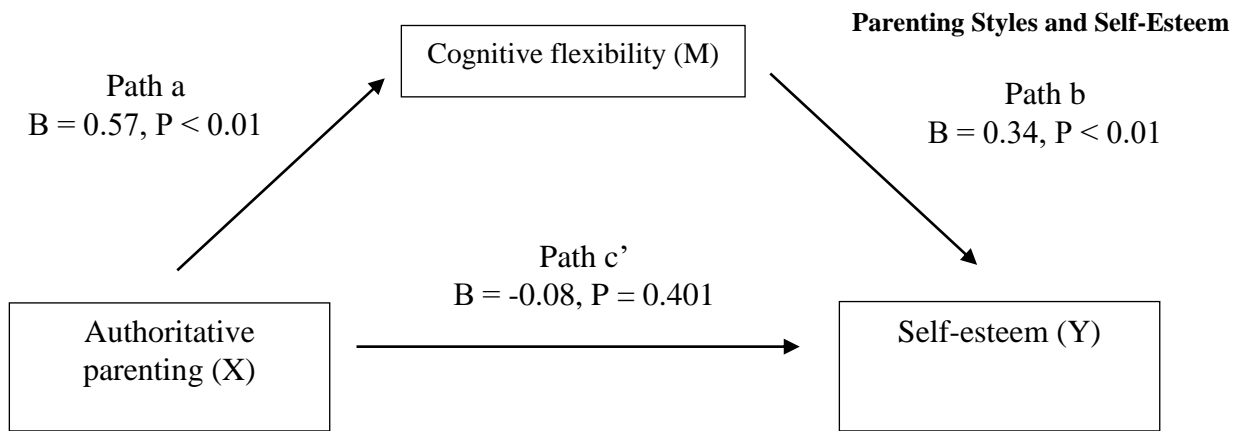 Parenting Styles and Self-Esteem
Cognitive flexibility (M)
Path a
B = 0.57, P < 0.01
Path b
B = 0.34, P < 0.01
Path c’
B = -0.08, P = 0.401
Authoritative
parenting (X)
Self-esteem (Y)